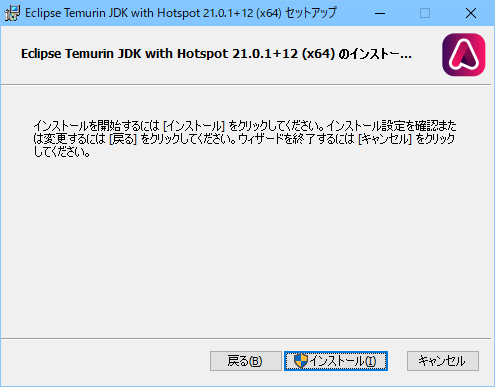 Eclipse Temurin JDK with Hotspot 21.0.1+12 (x64) セットアップ
Eclipse Temurin JDK with Hotspot 21.0.1+12 (x64) のインストー...
インストールを開始するには [インストール] をクリックしてください。インストール設定を確認また
は変更するには [戻る] をクリックしてください。ウィザードを終了するには [キャンセル] をクリック
してください。
戻る(B)
インストール(I)
キャンセル